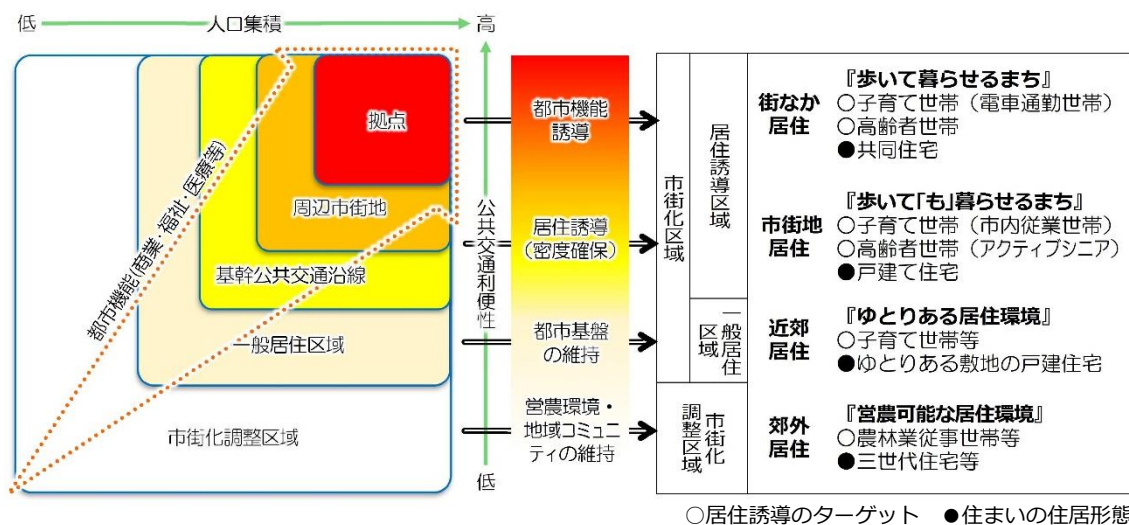 低
人口集積
高
拠点
周辺市街地
基幹公共交通沿線
一般居住区域
市街化調整区域
都市機能(商業・福祉・医療等)
公共交通利便性
低
都市機能
誘導
居住誘導
(密度確保)
都市基盤
の維持
営農環境・
地域コミュニ
ティの維持
市街化区域
居住誘導区域
一般居住
区域
市街化
調整区域
街なか
居住
『歩いて暮らせるまち』
○子育て世帯(電車通勤世帯)
○高齢者世帯
●共同住宅
市街地
居住
『歩いて「も」暮らせるまち』
○子育て世帯(市内従業世帯)
○高齢者世帯(アクティブシニア)
●戸建て住宅
近郊
居住
『ゆとりある居住環境』
○子育て世帯等
●ゆとりある敷地の戸建住宅
郊外
居住
『営農可能な居住環境』
○農林業従事世帯等
●三世代住宅等
○居住誘導のターゲット ●住まいの住居形態